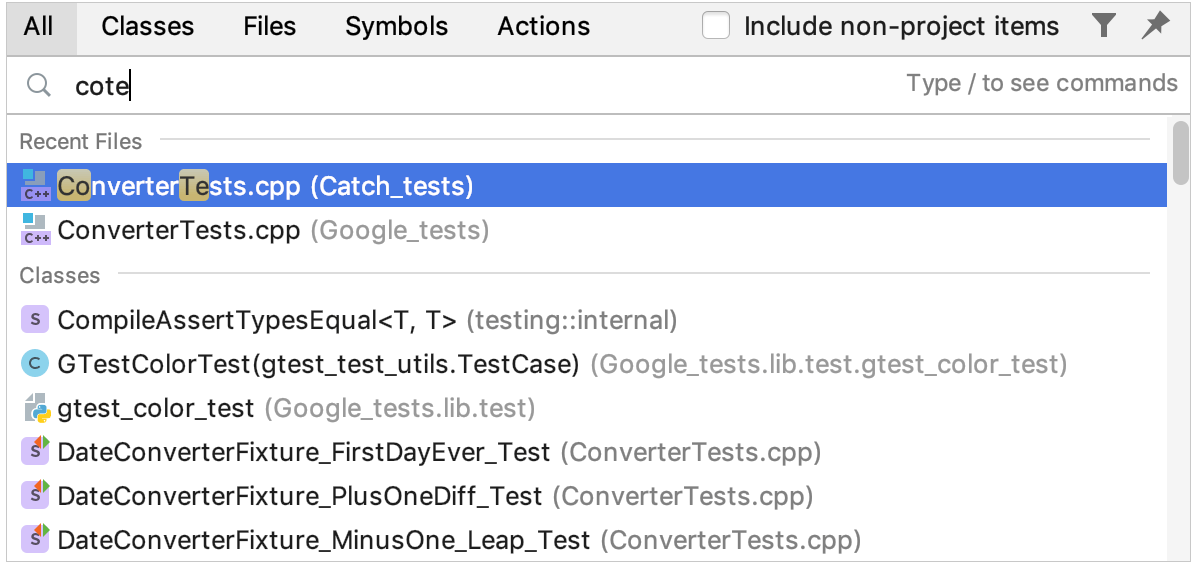 All Classes Files Symbols Actions Include non-project items
cote Type / to see commands
Recent Files
C++ ConverterTests.cpp (Catch_tests)
C++ ConverterTests.cpp (Google_tests)
Classes
S CompileAssertTypesEqual<T, T> (testing::internal)
C GTestColorTest(gtest_test_utils.TestCase) (Google_tests.lib.test.gtest_color_test)
gtest_color_test (Google_tests.lib.test)
S DateConverterFixture_FirstDayEver_Test (ConverterTests.cpp)
S DateConverterFixture_PlusOneDiff_Test (ConverterTests.cpp)
S DateConverterFixture_MinusOne_Leap_Test (ConverterTests.cpp)